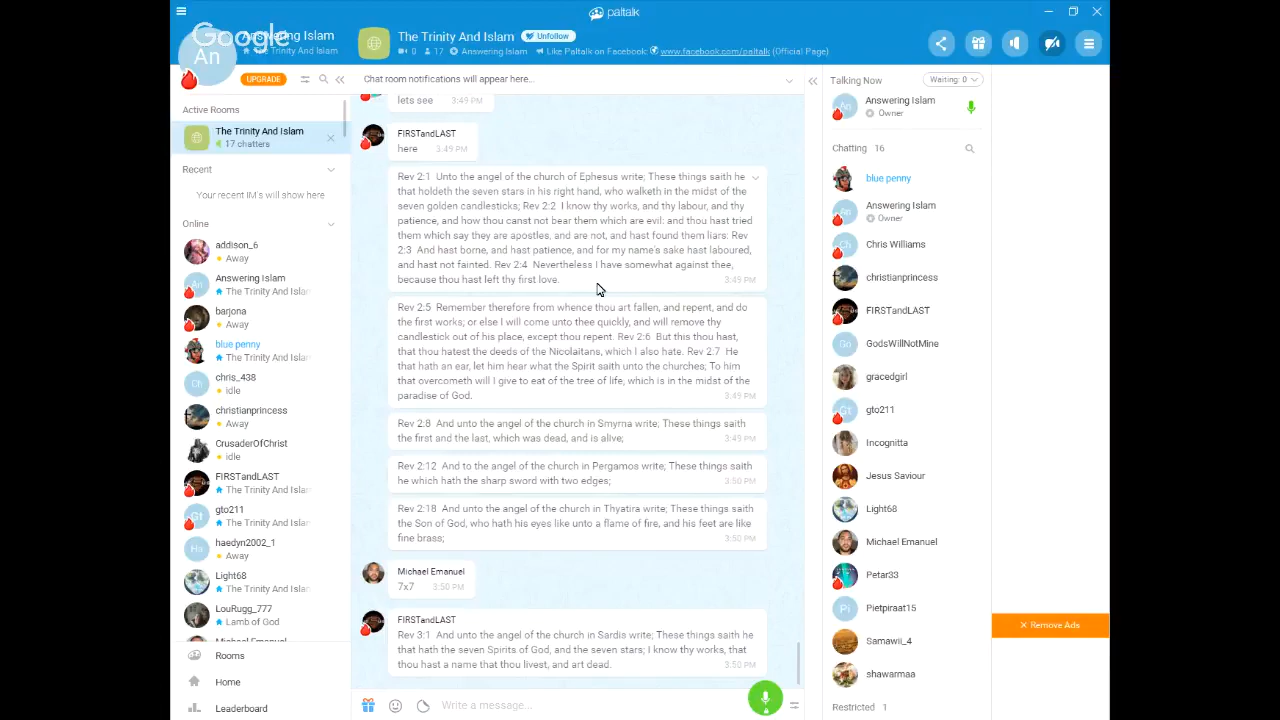 paltalk
Google
Answering Islam
The Trinity And Islam
An
UPGRADE
Active Rooms
The Trinity And Islam
17 chatters
Recent
Your recent IM's will show here
Online
addison_6
Away
An
Answering Islam
The Trinity And Islam
barjona
Away
blue penny
The Trinity And Islam
Ch
chris_438
idle
christianprincess
Away
CrusaderOfChrist
idle
FIRSTandLAST
The Trinity And Islam
Gt
gto211
The Trinity And Islam
Ha
haedyn2002_1
Away
Light68
The Trinity And Islam
LouRugg_777
Lamb of God
Michael Emanuel
Rooms
Home
Leaderboard
The Trinity And Islam
Unfollow
0 17 Answering Islam Like Paltalk on Facebook: www.facebook.com/paltalk (Official Page)
Chat room notifications will appear here...
lets see 3:49 PM
FIRSTandLAST
here 3:49 PM
Rev 2:1 Unto the angel of the church of Ephesus write; These things saith he
that holdeth the seven stars in his right hand, who walketh in the midst of the
seven golden candlesticks; Rev 2:2 I know thy works, and thy labour, and thy
patience, and how thou canst not bear them which are evil: and thou hast tried
them which say they are apostles, and are not, and hast found them liars: Rev
2:3 And hast borne, and hast patience, and for my name's sake hast laboured,
and hast not fainted. Rev 2:4 Nevertheless I have somewhat against thee,
because thou hast left thy first love. 3:49 PM
Rev 2:5 Remember therefore from whence thou art fallen, and repent, and do
the first works; or else I will come unto thee quickly, and will remove thy
candlestick out of his place, except thou repent. Rev 2:6 But this thou hast,
that thou hatest the deeds of the Nicolaitans, which I also hate. Rev 2:7 He
that hath an ear, let him hear what the Spirit saith unto the churches; To him
that overcometh will I give to eat of the tree of life, which is in the midst of the
paradise of God. 3:49 PM
Rev 2:8 And unto the angel of the church in Smyrna write; These things saith
the first and the last, which was dead, and is alive; 3:49 PM
Rev 2:12 And to the angel of the church in Pergamos write; These things saith
he which hath the sharp sword with two edges; 3:50 PM
Rev 2:18 And unto the angel of the church in Thyatira write; These things saith
the Son of God, who hath his eyes like unto a flame of fire, and his feet are like
fine brass; 3:50 PM
Michael Emanuel
7x7 3:50 PM
FIRSTandLAST
Rev 3:1 And unto the angel of the church in Sardis write; These things saith he
that hath the seven Spirits of God, and the seven stars; I know thy works, that
thou hast a name that thou livest, and art dead. 3:50 PM
Write a message...
Talking Now
Waiting: 0
An
Answering Islam
Owner
Chatting 16
blue penny
An
Answering Islam
Owner
Ch
Chris Williams
christianprincess
FIRSTandLAST
Go
GodsWillNotMine
gracedgirl
Gt
gto211
Incognitta
Jesus Saviour
Light68
Michael Emanuel
Petar33
Pi
Pietpiraat15
Samawii_4
shawarmaa
Restricted 1
Remove Ads